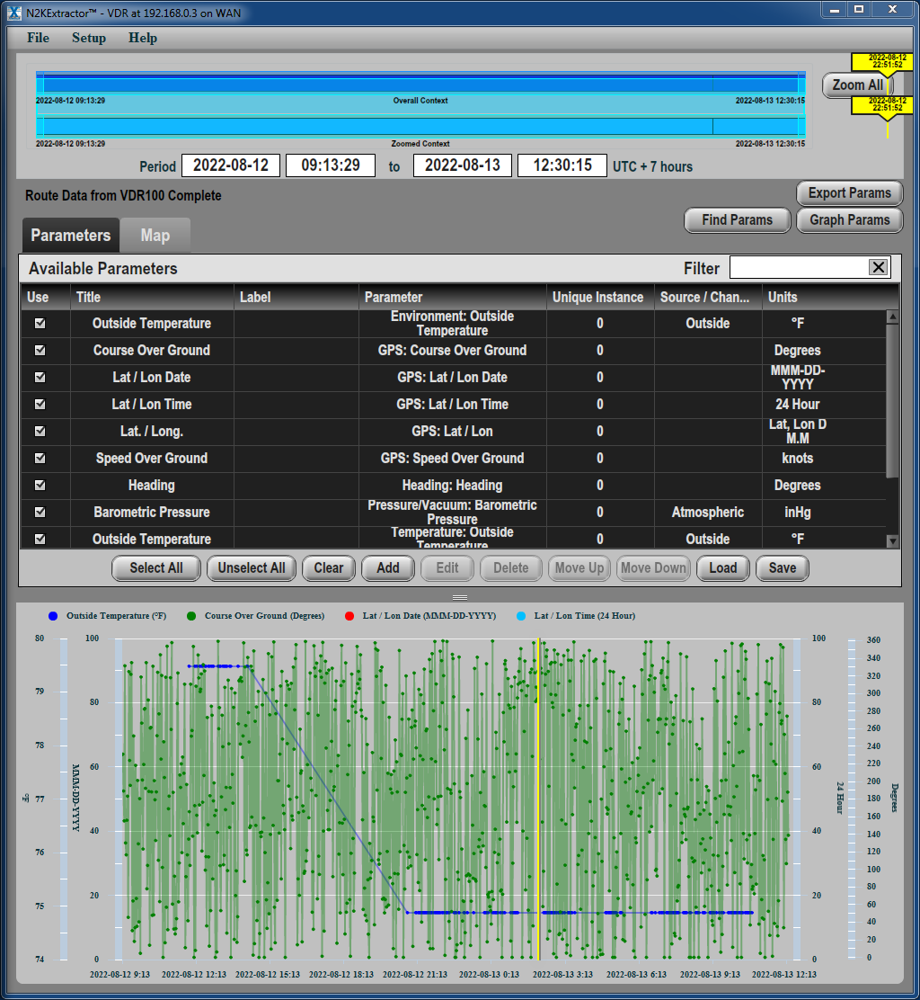 N2KExtractor™ - VDR at 192.168.0.3 on WAN
File Setup Help
2022-08-12
22:51:52
Zoom All
2022-08-12 09:13:29 Overall Context 2022-08-13 12:30:15
2022-08-12
22:51:52
2022-08-12 09:13:29 Zoomed Context 2022-08-13 12:30:15
Period 2022-08-12 09:13:29 to 2022-08-13 12:30:15 UTC + 7 hours
Route Data from VDR100 Complete
Export Params
Find Params Graph Params
Parameters Map
Available Parameters Filter
Use Title Label Parameter Unique Instance Source / Chan... Units
Outside Temperature Environment: Outside Temperature 0 Outside °F
Course Over Ground GPS: Course Over Ground 0 Degrees
Lat / Lon Date GPS: Lat / Lon Date 0 MMM-DD-YYYY
Lat / Lon Time GPS: Lat / Lon Time 0 24 Hour
Lat. / Long. GPS: Lat / Lon 0 Lat, Lon D M.M
Speed Over Ground GPS: Speed Over Ground 0 knots
Heading Heading: Heading 0 Degrees
Barometric Pressure Pressure/Vacuum: Barometric Pressure 0 Atmospheric inHg
Outside Temperature Temperature: Outside Temperature 0 Outside °F
Select All Unselect All Clear Add Edit Delete Move Up Move Down Load Save
Outside Temperature (°F) Course Over Ground (Degrees) Lat / Lon Date (MMM-DD-YYYY) Lat / Lon Time (24 Hour)
80 100 100 360
340
79 320
300
80 80 280
260
78 240
220
60 60 200
°F 77 MMM-DD-YYYY 24 Hour 180 Degrees
160
40 40 140
76 120
100
20 20 80
75 60
40
20
74 0 0 0
2022-08-12 9:13 2022-08-12 12:13 2022-08-12 15:13 2022-08-12 18:13 2022-08-12 21:13 2022-08-13 0:13 2022-08-13 3:13 2022-08-13 6:13 2022-08-13 9:13 2022-08-13 12:13